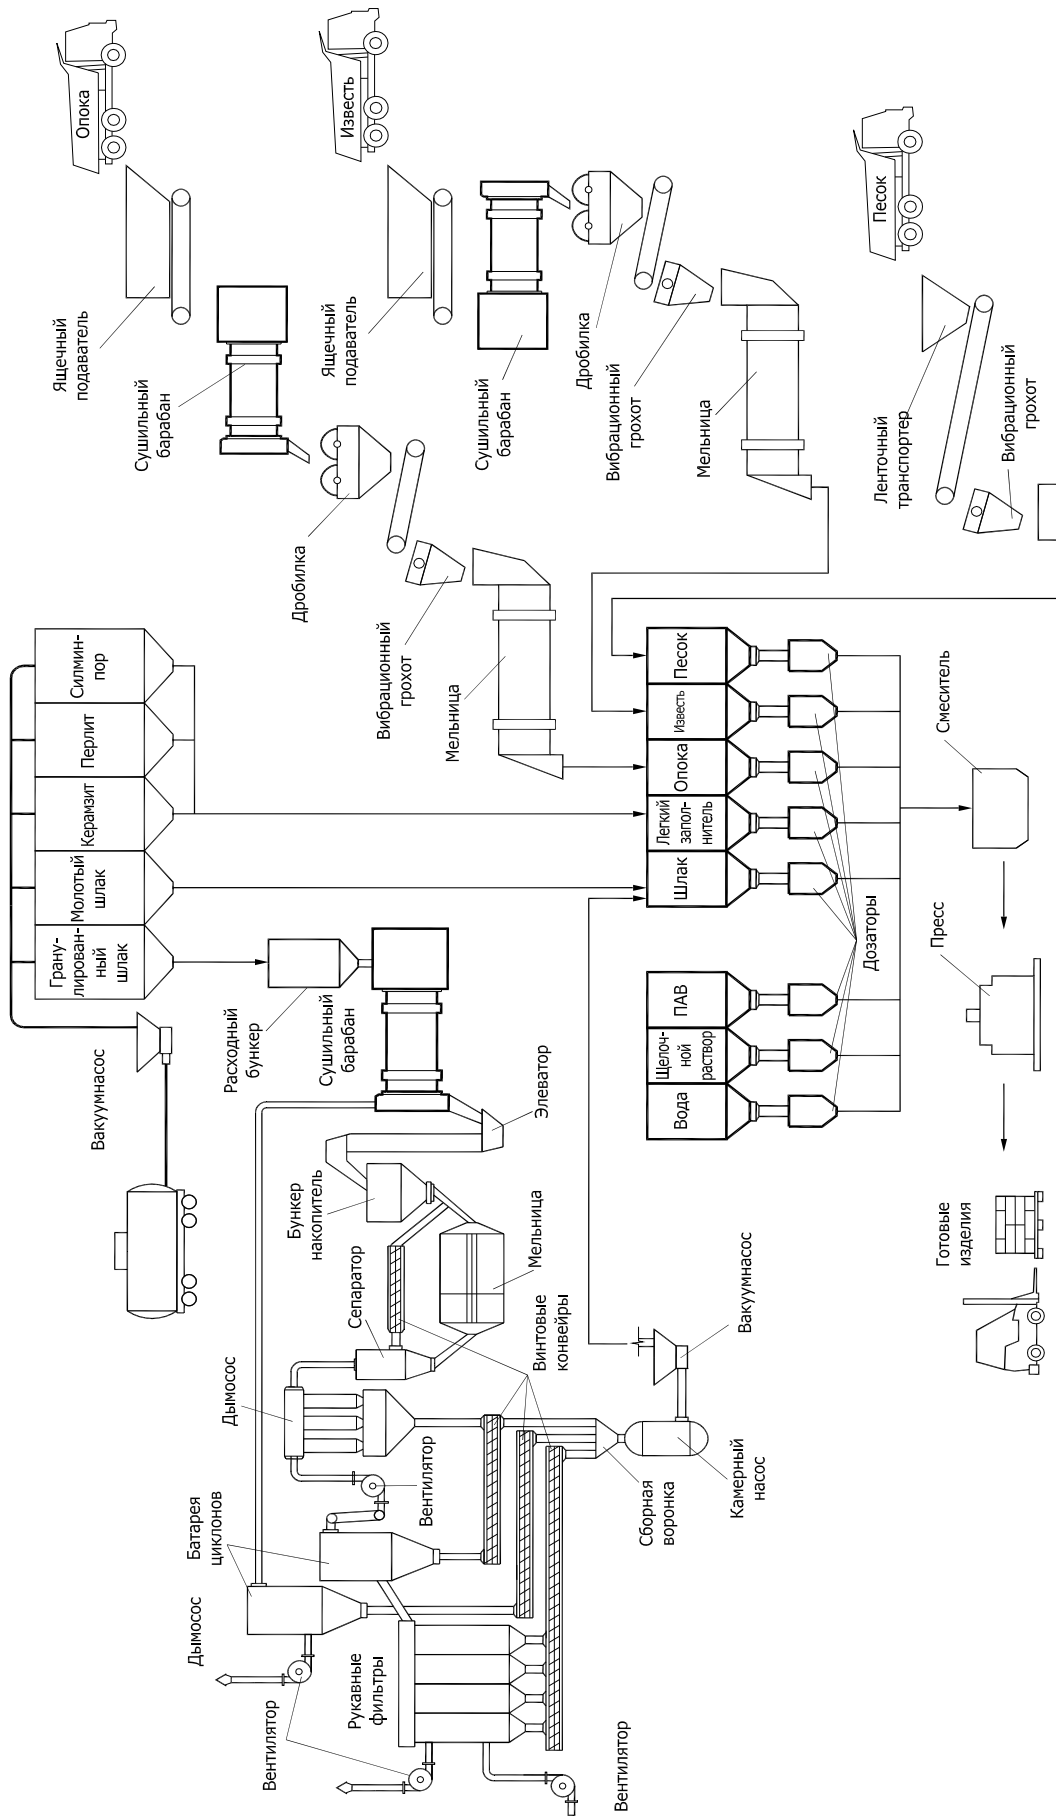 Вакуумнасос
Грану-
лирован-
ный
шлак
Молотый
шлак
Керамзит
Перлит
Силмин-
пор
Ящечный
подаватель
Опока
Сушильный
барабан
Дымосос
Батарея
циклонов
Дымосос
Расходный
бункер
Вентилятор
Бункер
накопитель
Сушильный
барабан
Дробилка
Ящечный
подаватель
Известь
Рукавные
фильтры
Сепаратор
Вибрационный
грохот
Вентилятор
Мельница
Сушильный
барабан
Элеватор
Мельница
Винтовые
конвейры
Дробилка
Вентилятор
Вибрационный
грохот
Сборная
воронка
Вода
Щелоч-
ной
раствор
ПАВ
Шлак
Легкий
запол-
нитель
Опока
Известь
Песок
Мельница
Камерный
насос
Вакуумнасос
Дозаторы
Ленточный
транспортер
Песок
Готовые
изделия
Пресс
Смеситель
Вибрационный
грохот